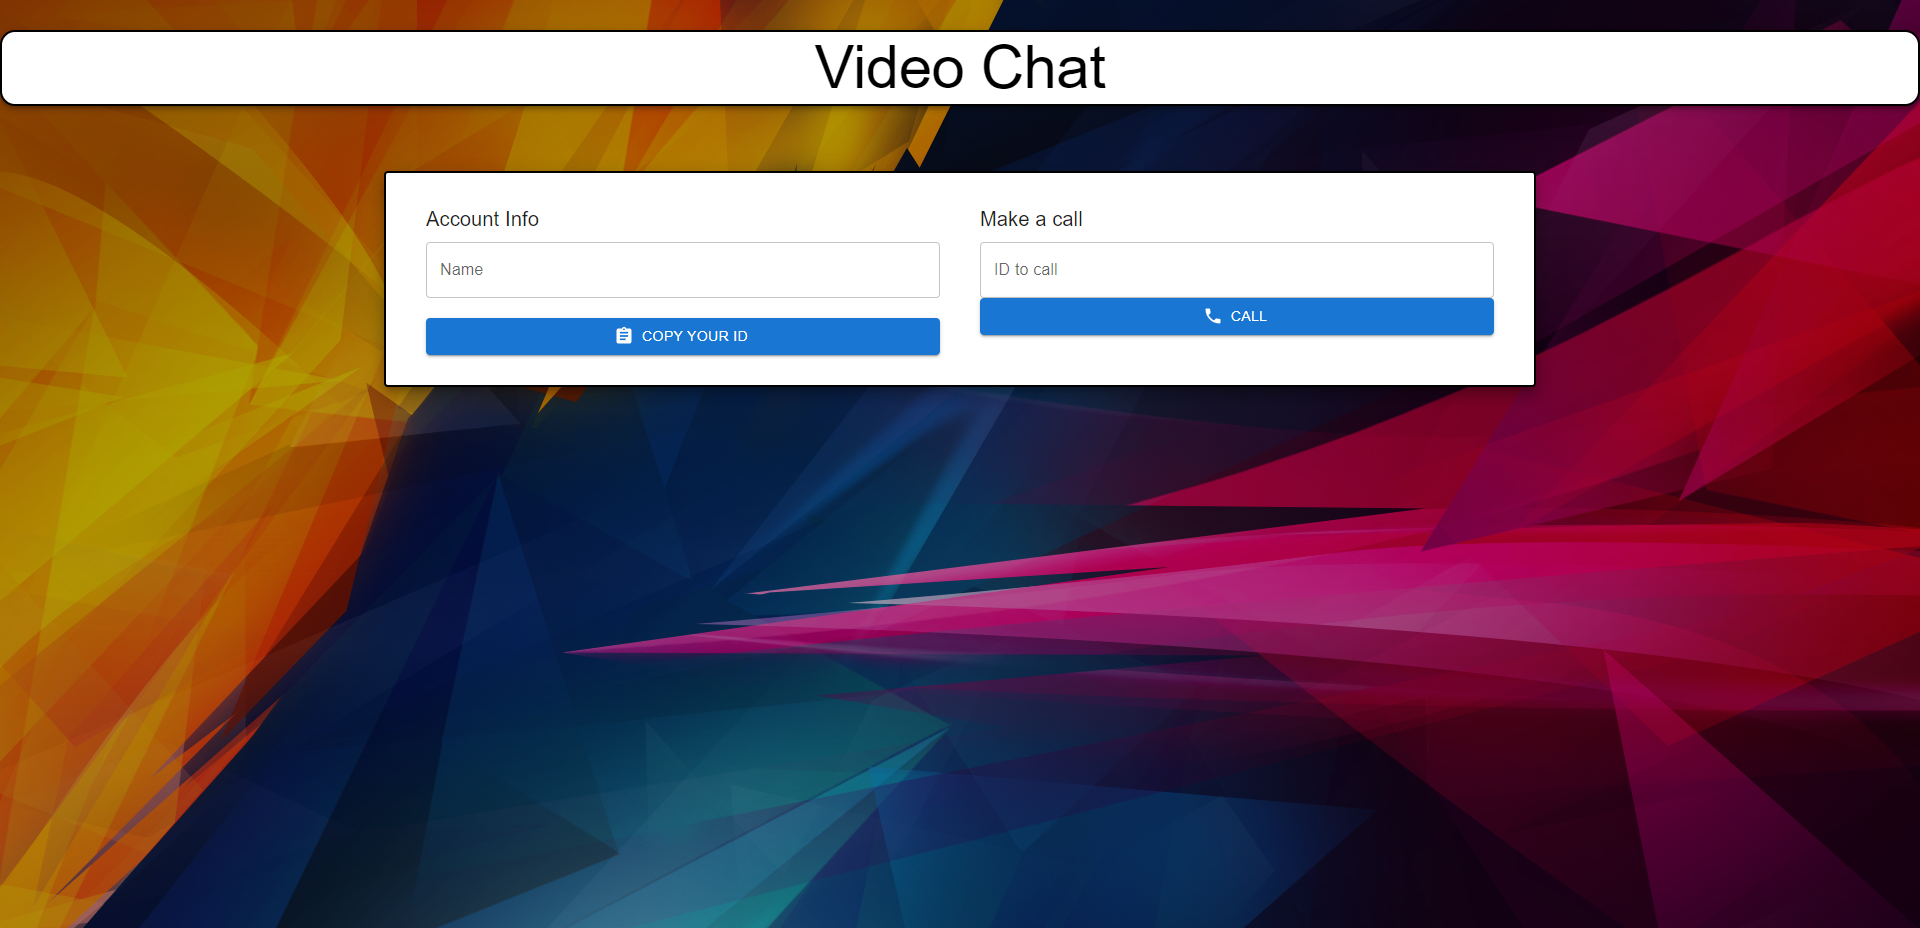 Video Chat
Account Info
Name
COPY YOUR ID
Make a call
ID to call
CALL